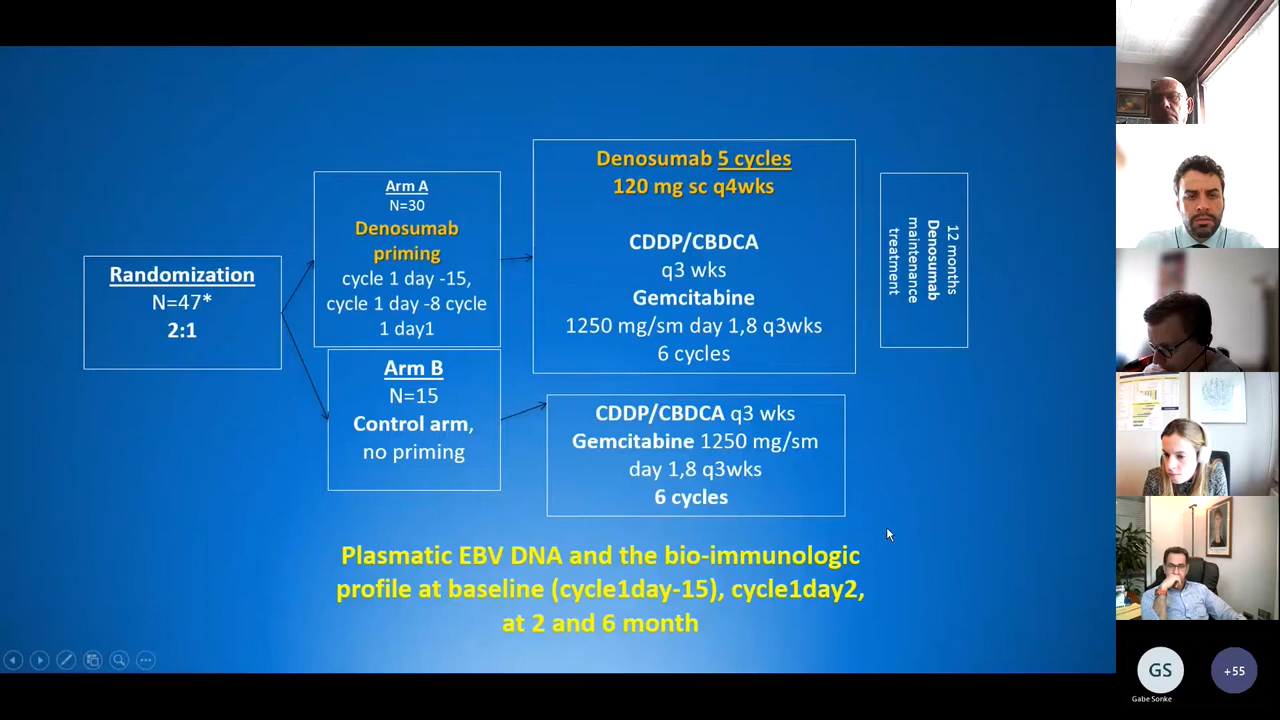 Randomization
N=47*
2:1
Arm A
N=30
Denosumab
priming
cycle 1 day -15,
cycle 1 day -8 cycle
1 day1
Arm B
N=15
Control arm,
no priming
Denosumab 5 cycles
120 mg sc q4wks
CDDP/CBDCA
q3 wks
Gemcitabine
1250 mg/sm day 1,8 q3wks
6 cycles
CDDP/CBDCA q3 wks
Gemcitabine 1250 mg/sm
day 1,8 q3wks
6 cycles
12 months
Denosumab
maintenance
treatment
Plasmatic EBV DNA and the bio-immunologic
profile at baseline (cycle1day-15), cycle1day2,
at 2 and 6 month
GS
Gabe Sonke
+55